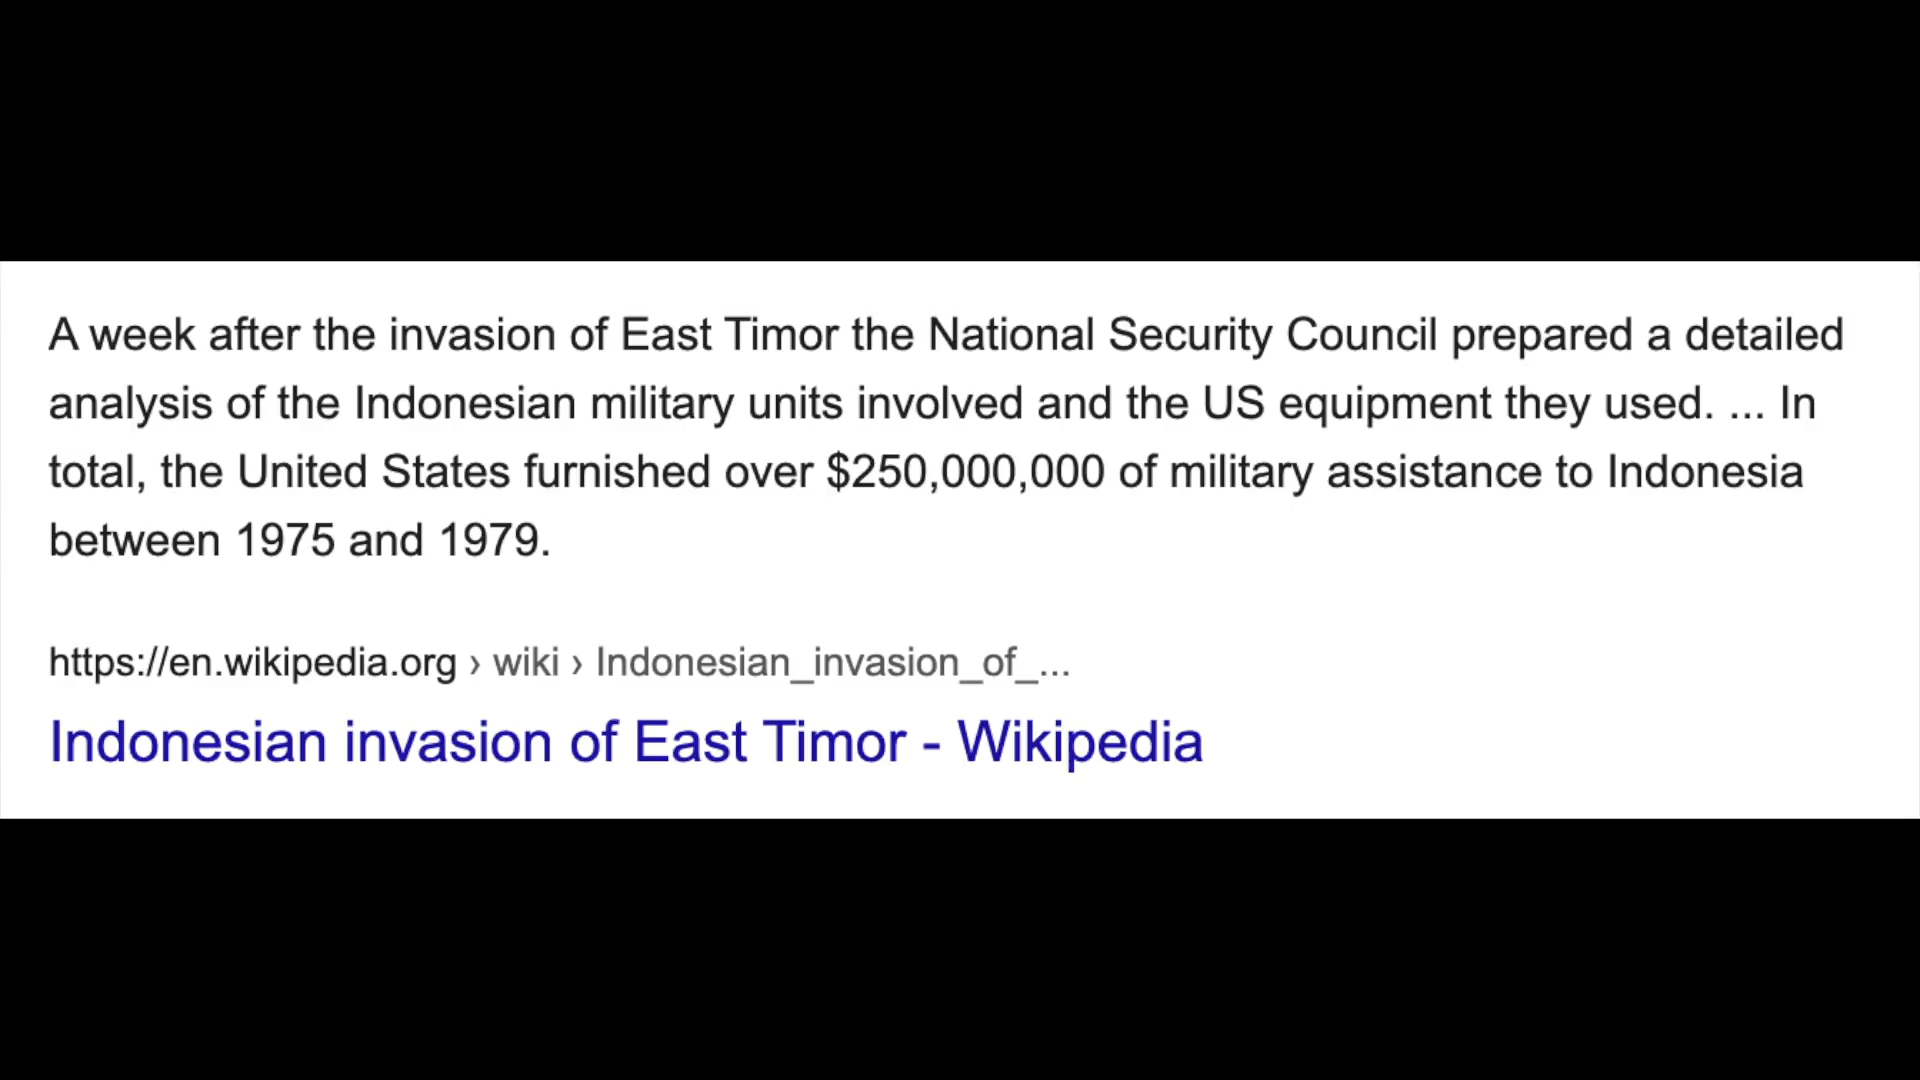 A week after the invasion of East Timor the National Security Council prepared a detailed
analysis of the Indonesian military units involved and the US equipment they used. ... In
total, the United States furnished over $250,000,000 of military assistance to Indonesia
between 1975 and 1979.
https://en.wikipedia.org › wiki › Indonesian_invasion_of_...
Indonesian invasion of East Timor - Wikipedia